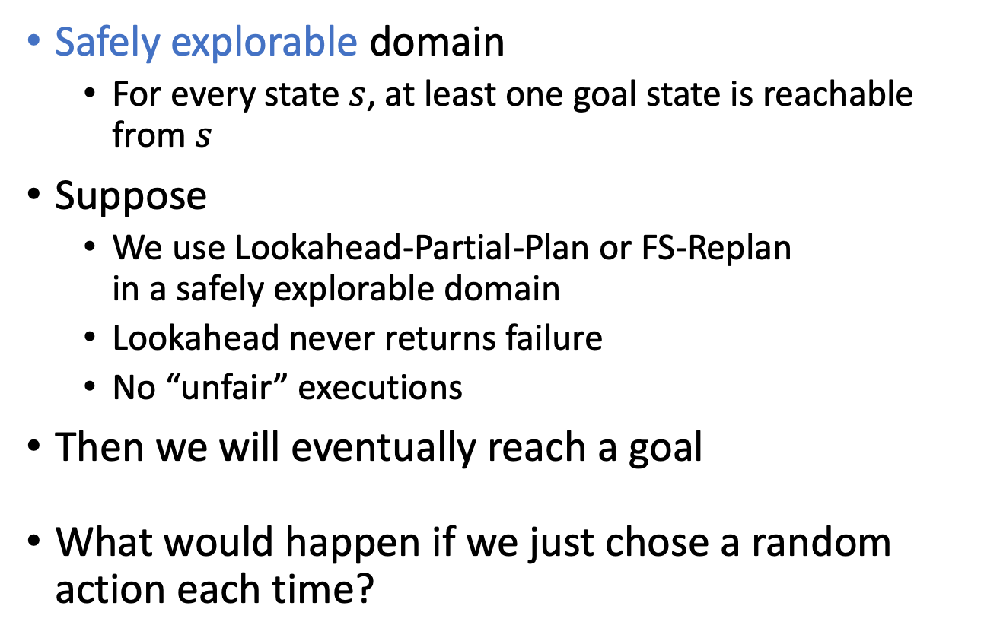 • Safely explorable domain
• For every state s, at least one goal state is reachable
from s
• Suppose
• We use Lookahead-Partial-Plan or FS-Replan
in a safely explorable domain
• Lookahead never returns failure
• No “unfair” executions
• Then we will eventually reach a goal
• What would happen if we just chose a random
action each time?